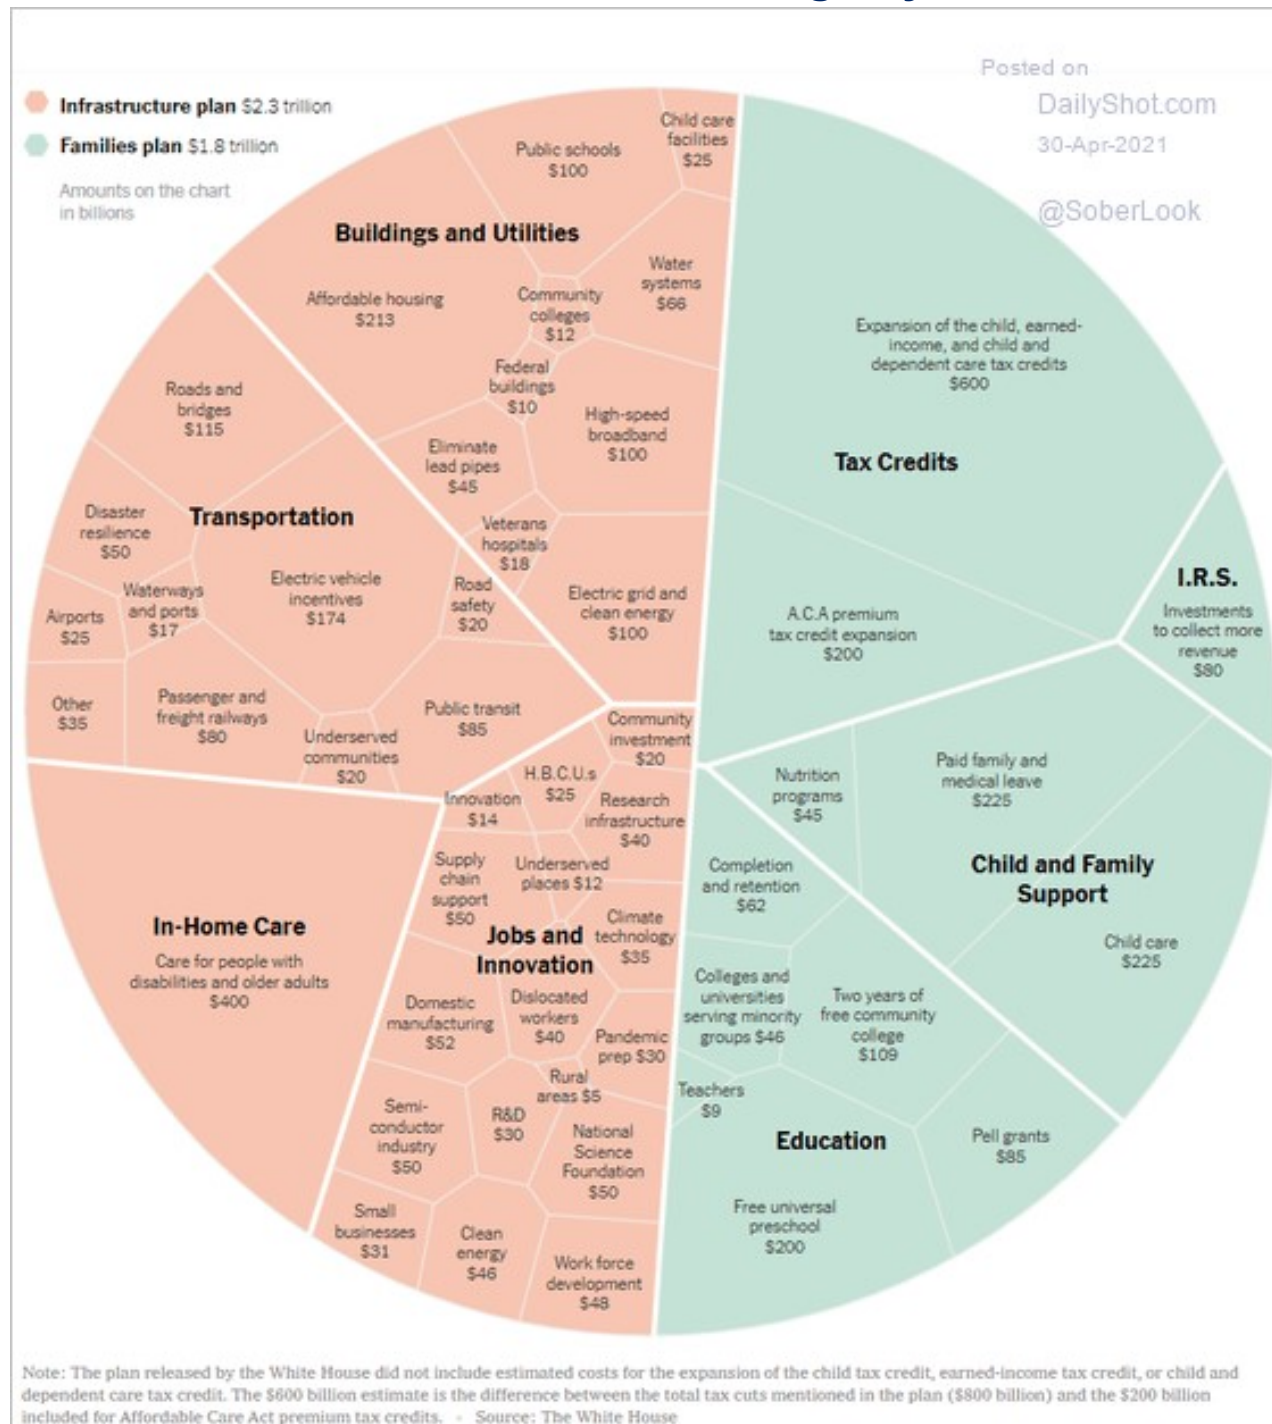 Infrastructure plan $2.3 trillion
Families plan $1.8 trillion
Amounts on the chart
in billions
Posted on
DailyShot.com
30-Apr-2021
@SoberLook
Buildings and Utilities
Public schools
$100
Child care
facilities
$25
Affordable housing
$213
Community
colleges
$12
Water
systems
$66
Federal
buildings
$10
High-speed
broadband
$100
Eliminate
lead pipes
$45
Veterans
hospitals
$18
Electric grid and
clean energy
$100
Transportation
Roads and
bridges
$115
Disaster
resilience
$50
Electric vehicle
incentives
$174
Road
safety
$20
Waterways
and ports
$17
Airports
$25
Other
$35
Passenger and
freight railways
$80
Underserved
communities
$20
Public transit
$85
In-Home Care
Care for people with
disabilities and older adults
$400
Jobs and
Innovation
Community
investment
$20
H.B.C.U.s
$25
Innovation
$14
Research
infrastructure
$40
Supply
chain
support
$50
Underserved
places $12
Climate
technology
$35
Domestic
manufacturing
$52
Dislocated
workers
$40
Pandemic
prep $30
Rural
areas $5
Semi-
conductor
industry
$50
R&D
$30
National
Science
Foundation
$50
Small
businesses
$31
Clean
energy
$46
Work force
development
$48
Tax Credits
Expansion of the child, earned-
income, and child and
dependent care tax credits
$600
A.C.A premium
tax credit expansion
$200
I.R.S.
Investments
to collect more
revenue
$80
Child and Family
Support
Nutrition
programs
$45
Paid family and
medical leave
$225
Child care
$225
Education
Completion
and retention
$62
Colleges and
universities
serving minority
groups $46
Two years of
free community
college
$109
Teachers
$9
Pell grants
$85
Free universal
preschool
$200
Note: The plan released by the White House did not include estimated costs for the expansion of the child tax credit, earned-income tax credit, or child and
dependent care tax credit. The $600 billion estimate is the difference between the total tax cuts mentioned in the plan ($800 billion) and the $200 billion
included for Affordable Care Act premium tax credits. • Source: The White House